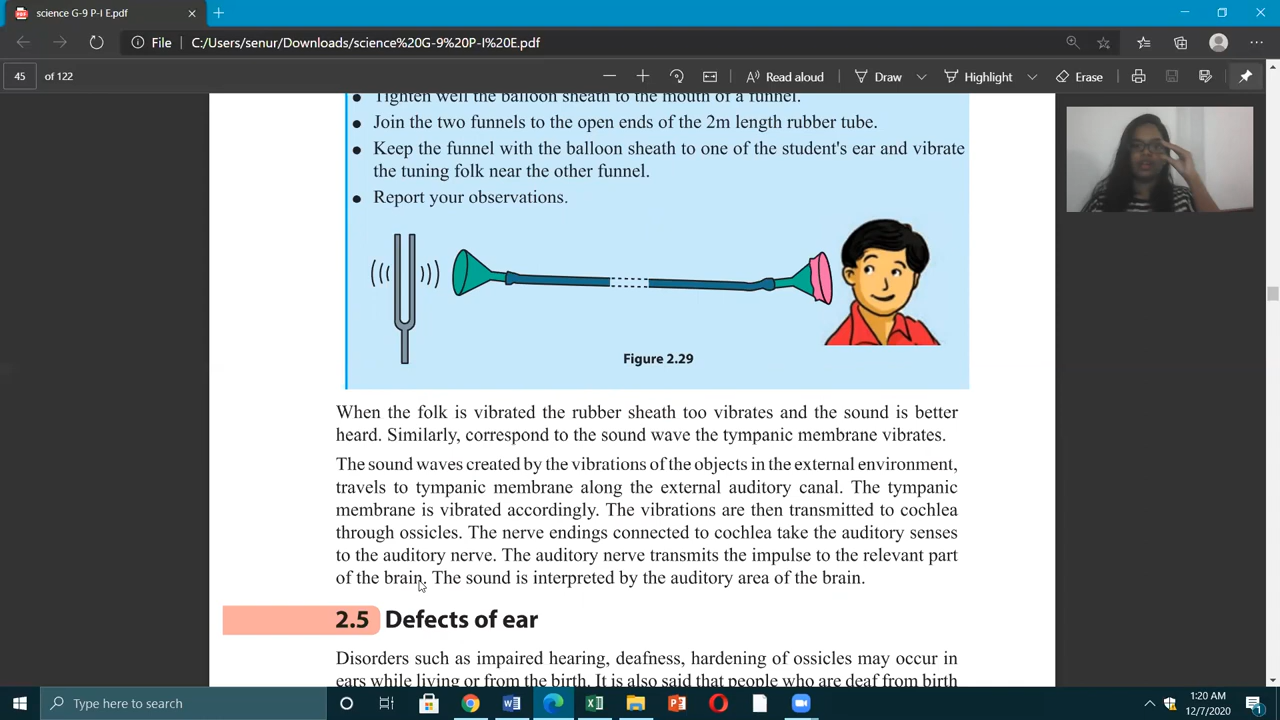 science G-9 P-I E.pdf
File
C:/Users/senur/Downloads/science%20G-9%20P-I%20E.pdf
45 of 122
Read aloud
Draw
Highlight
Erase
Tighten well the balloon sheath to the mouth of a funnel.
Join the two funnels to the open ends of the 2m length rubber tube.
Keep the funnel with the balloon sheath to one of the student's ear and vibrate
the tuning folk near the other funnel.
Report your observations.
Figure 2.29
When the folk is vibrated the rubber sheath too vibrates and the sound is better
heard. Similarly, correspond to the sound wave the tympanic membrane vibrates.
The sound waves created by the vibrations of the objects in the external environment,
travels to tympanic membrane along the external auditory canal. The tympanic
membrane is vibrated accordingly. The vibrations are then transmitted to cochlea
through ossicles. The nerve endings connected to cochlea take the auditory senses
to the auditory nerve. The auditory nerve transmits the impulse to the relevant part
of the brain. The sound is interpreted by the auditory area of the brain.
2.5 Defects of ear
Disorders such as impaired hearing, deafness, hardening of ossicles may occur in
ears while living or from the birth. It is also said that people who are deaf from birth
Type here to search
1:20 AM
12/7/2020